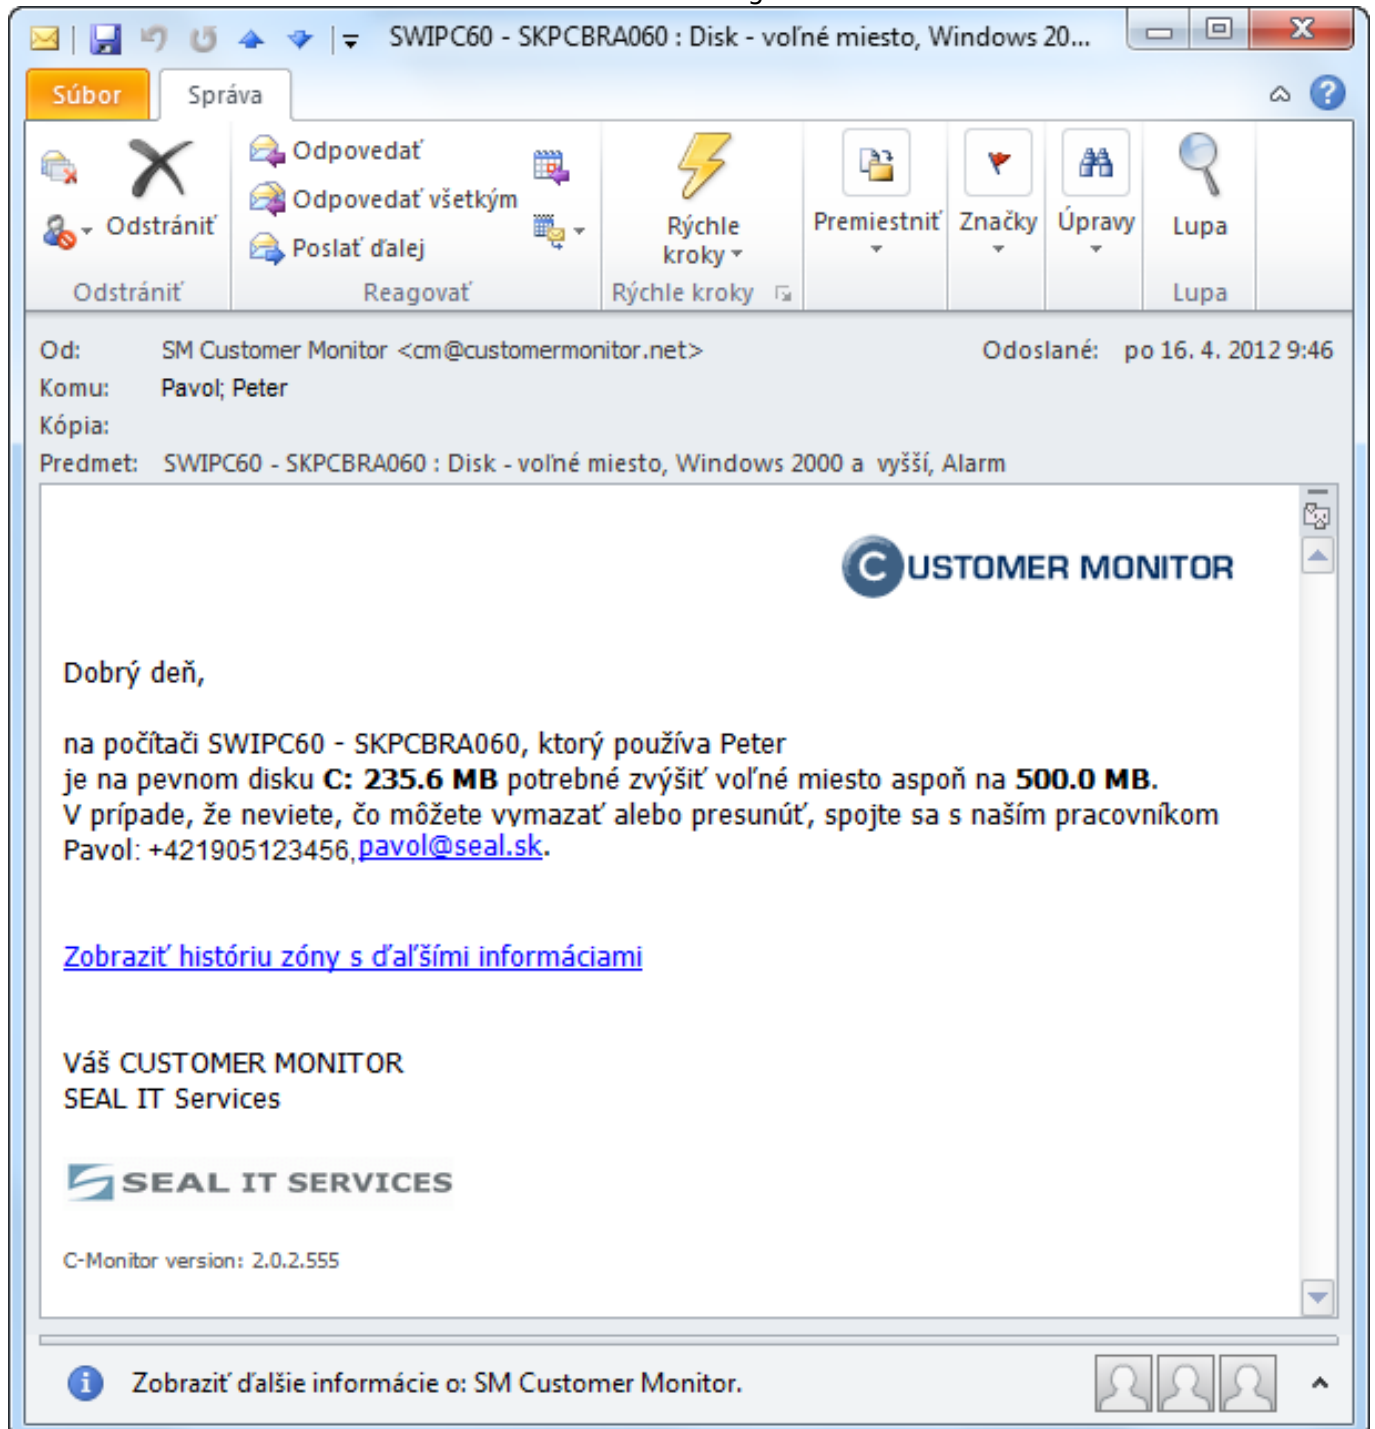 SWIPC60 - SKPCBRA060 : Disk - voľné miesto, Windows 20...
Súbor Správa
Odstrániť
Odpovedať
Odpovedať všetkým
Poslať ďalej
Rýchle kroky
Premiestniť
Značky
Úpravy
Lupa
Odstrániť Reagovať Rýchle kroky Lupa
Od: SM Customer Monitor <cm@customermonitor.net> Odoslané: po 16. 4. 2012 9:46
Komu: Pavol; Peter
Kópia:
Predmet: SWIPC60 - SKPCBRA060 : Disk - voľné miesto, Windows 2000 a vyšší, Alarm
CUSTOMER MONITOR
Dobrý deň,
na počítači SWIPC60 - SKPCBRA060, ktorý používa Peter
je na pevnom disku C: 235.6 MB potrebné zvýšiť voľné miesto aspoň na 500.0 MB.
V prípade, že neviete, čo môžete vymazať alebo presunúť, spojte sa s naším pracovníkom
Pavol: +421905123456, pavol@seal.sk.
Zobraziť históriu zóny s ďaľšími informáciami
Váš CUSTOMER MONITOR
SEAL IT Services
SEAL IT SERVICES
C-Monitor version: 2.0.2.555
Zobraziť ďalšie informácie o: SM Customer Monitor.